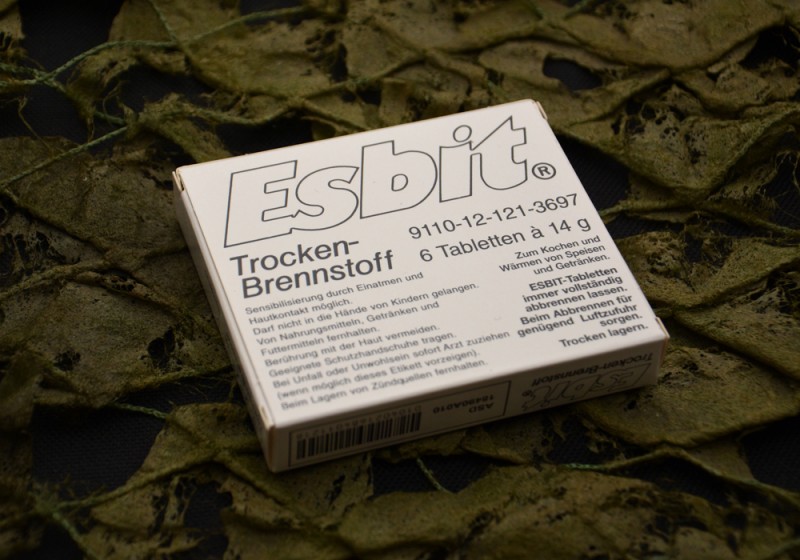 Esbit®
Trocken-
Brennstoff
9110-12-121-3697
6 Tabletten à 14 g
Sensibilisierung durch Einatmen und
Hautkontakt möglich.
Darf nicht in die Hände von Kindern gelangen.
Von Nahrungsmitteln, Getränken und
Futtermitteln fernhalten.
Berührung mit der Haut vermeiden.
Geeignete Schutzhandschuhe tragen.
Bei Unfall oder Unwohlsein sofort Arzt zuziehen
(wenn möglich dieses Etikett vorzeigen).
Beim Lagern von Zündquellen fernhalten.
Zum Kochen und
Wärmen von Speisen
und Getränken.
ESBIT-Tabletten
immer vollständig
abbrennen lassen.
Beim Abbrennen für
genügend Luftzufuhr
sorgen.
Trocken lagern.
Trocken-Brennstoff
Esbit®